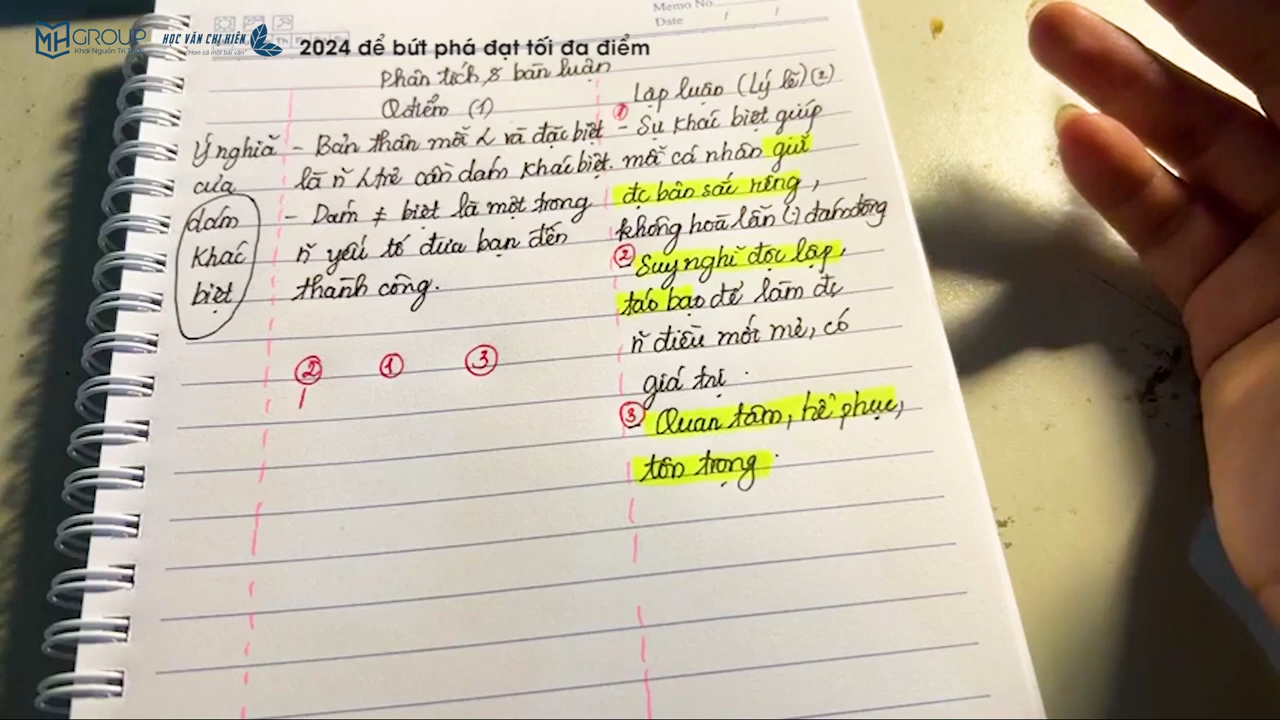 MH GROUP
Khơi Nguồn Tri Thức
HỌC VĂN CHỊ HIÊN
Hơn cả một bài văn
2024 để bứt phá đạt tối đa điểm
Memo No.
Date / /
Phân tích & bàn luận
Qđiểm (1)
Ý nghĩa
của
dám
khác
biệt
- Bản thân mỗi và đặc biệt
là ñ trẻ cần dám khác biệt.
- Dám ≠ biệt là một trong
ñ yếu tố đưa bạn đến
thành công.
② ① ③
Lập luận (Lý lẽ) (2)
①
- Sự khác biệt giúp
mỗi cá nhân giữ
đc bản sắc riêng,
không hoà lẫn (:) đám đông
② Suy nghĩ độc lập,
táo bạo để làm đc
ñ điều mới mẻ, có
giá trị.
③ - Quan tâm, nể phục,
tôn trọng.